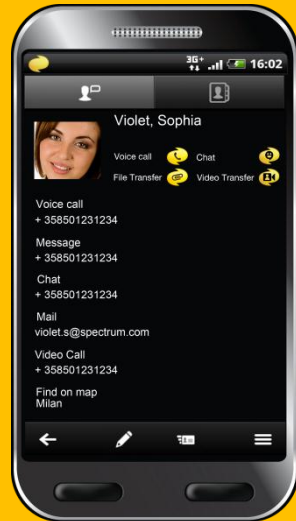 3G+ 16:02
Violet, Sophia
Voice call Chat
File Transfer Video Transfer
Voice call
+ 358501231234
Message
+ 358501231234
Chat
+ 358501231234
Mail
violet.s@spectrum.com
Video Call
+ 358501231234
Find on map
Milan